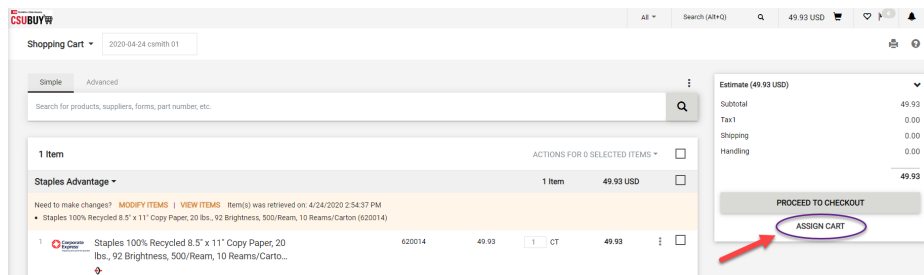 CSUBUY
All
Search (Alt+Q)
49.93 USD
Shopping Cart
2020-04-24 csmith 01
Simple
Advanced
Search for products, suppliers, forms, part number, etc.
1 Item
ACTIONS FOR 0 SELECTED ITEMS
Staples Advantage
1 Item
49.93 USD
Need to make changes? MODIFY ITEMS | VIEW ITEMS Item(s) was retrieved on: 4/24/2020 2:54:37 PM
• Staples 100% Recycled 8.5" x 11" Copy Paper, 20 lbs., 92 Brightness, 500/Ream, 10 Reams/Carton (620014)
1
Corporate Express
Staples 100% Recycled 8.5" x 11" Copy Paper, 20
lbs., 92 Brightness, 500/Ream, 10 Reams/Carto...
620014
49.93
1 CT
49.93
Estimate (49.93 USD)
Subtotal 49.93
Tax1 0.00
Shipping 0.00
Handling 0.00
49.93
PROCEED TO CHECKOUT
ASSIGN CART